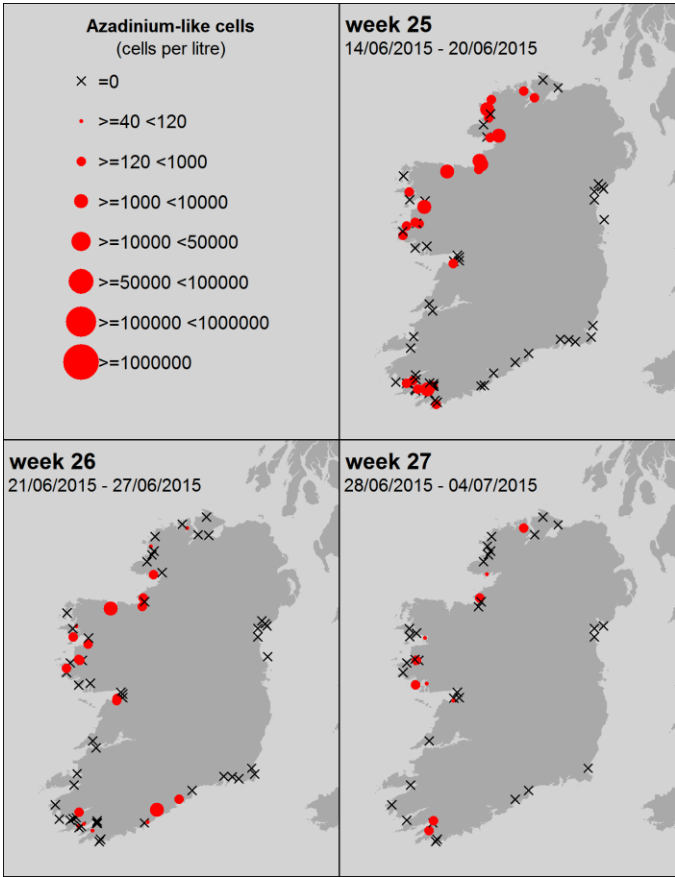 Azadinium-like cells
(cells per litre)
=0
>=40 <120
>=120 <1000
>=1000 <10000
>=10000 <50000
>=50000 <100000
>=100000 <1000000
>=1000000
week 25
14/06/2015 - 20/06/2015
week 26
21/06/2015 - 27/06/2015
week 27
28/06/2015 - 04/07/2015